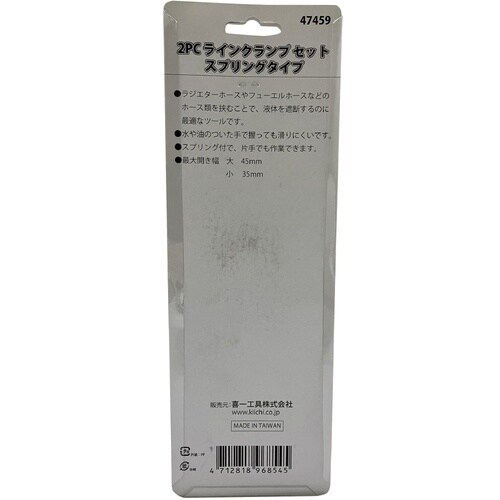 47459
2PC ラインクランプ セット
スプリングタイプ
●ラジエターホースやフューエルホースなどの
ホース類を挟むことで、液体を遮断するのに
最適なツールです。
●水や油のついた手で握っても滑りにくいです。
●スプリング付で、片手でも作業できます。
●最大開き幅 大 45mm
小 35mm
販売元:喜一工具株式会社
www.kiichi.co.jp
MADE IN TAIWAN
4 712818 968545